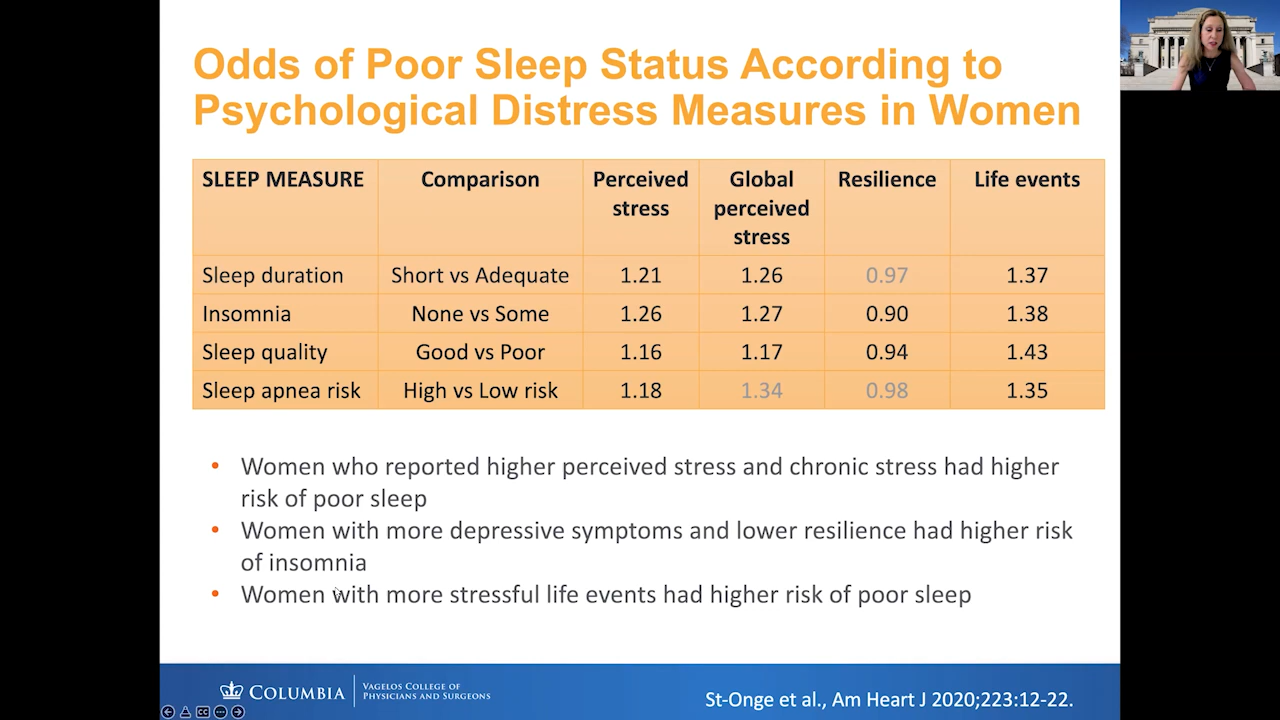 Odds of Poor Sleep Status According to
Psychological Distress Measures in Women
SLEEP MEASURE Comparison Perceived stress Global perceived stress Resilience Life events
Sleep duration Short vs Adequate 1.21 1.26 0.97 1.37
Insomnia None vs Some 1.26 1.27 0.90 1.38
Sleep quality Good vs Poor 1.16 1.17 0.94 1.43
Sleep apnea risk High vs Low risk 1.18 1.34 0.98 1.35
• Women who reported higher perceived stress and chronic stress had higher
risk of poor sleep
• Women with more depressive symptoms and lower resilience had higher risk
of insomnia
• Women with more stressful life events had higher risk of poor sleep
COLUMBIA
VAGELOS COLLEGE OF
PHYSICIANS AND SURGEONS
St-Onge et al., Am Heart J 2020;223:12-22.